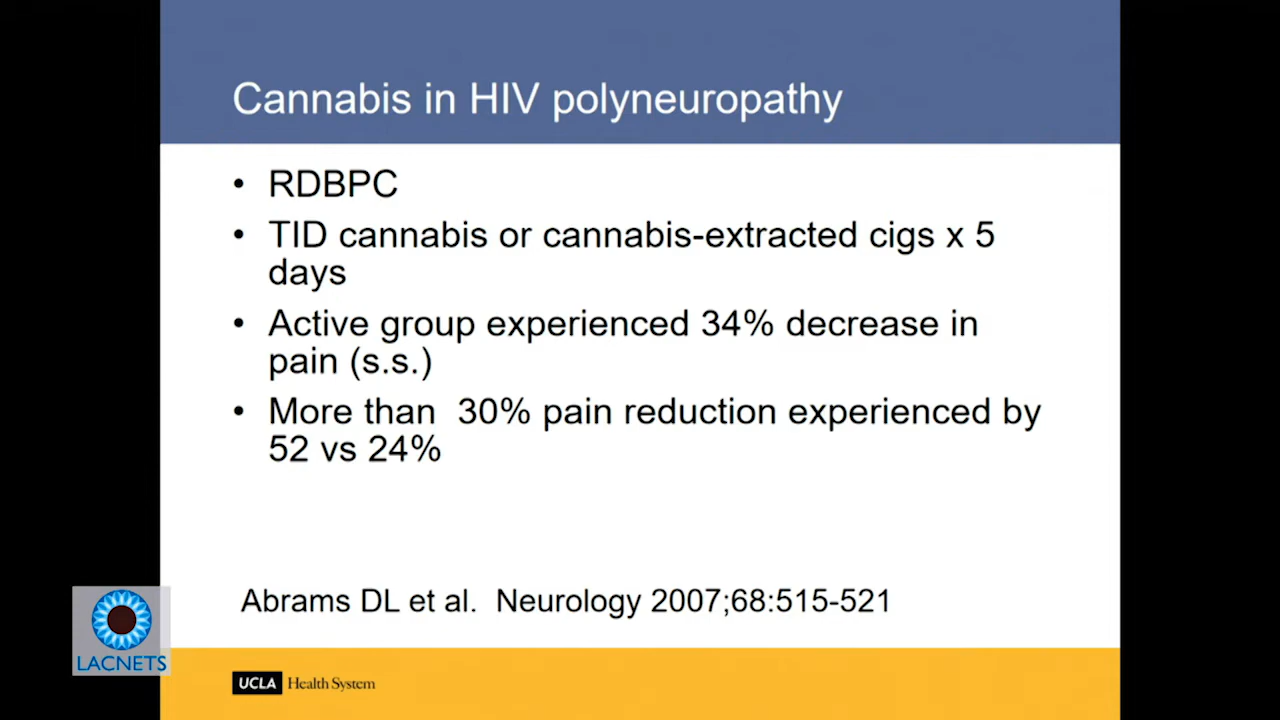 Cannabis in HIV polyneuropathy
• RDBPC
• TID cannabis or cannabis-extracted cigs x 5
days
• Active group experienced 34% decrease in
pain (s.s.)
• More than  30% pain reduction experienced by
52 vs 24%
Abrams DL et al.  Neurology 2007;68:515-521
LACNETS
UCLA Health System